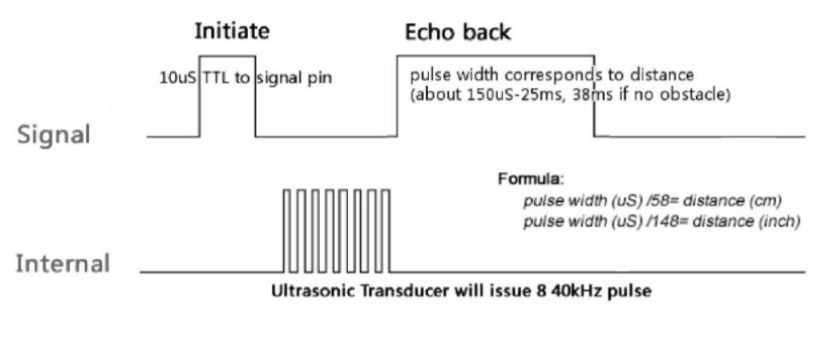 Initiate
Echo back
10uS TTL to signal pin
pulse width corresponds to distance
(about 150uS-25ms, 38ms if no obstacle)
Signal
Formula:
pulse width (uS) /58= distance (cm)
pulse width (uS) /148= distance (inch)
Internal
Ultrasonic Transducer will issue 8 40kHz pulse